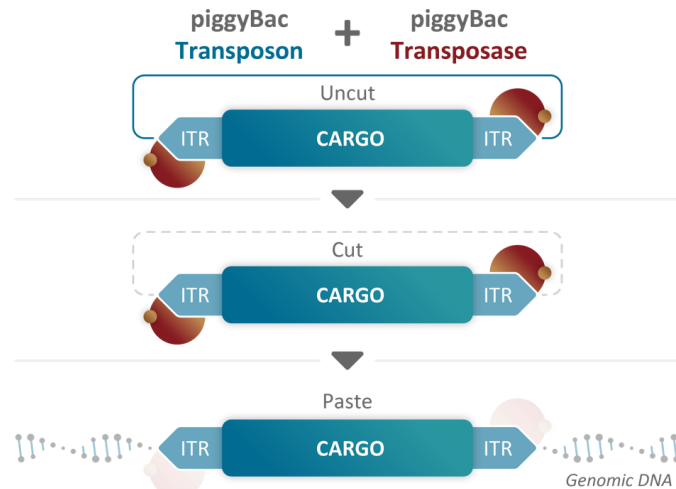 piggyBac + piggyBac
Transposon Transposase
Uncut
ITR CARGO ITR
Cut
ITR CARGO ITR
Paste
ITR CARGO ITR
Genomic DNA